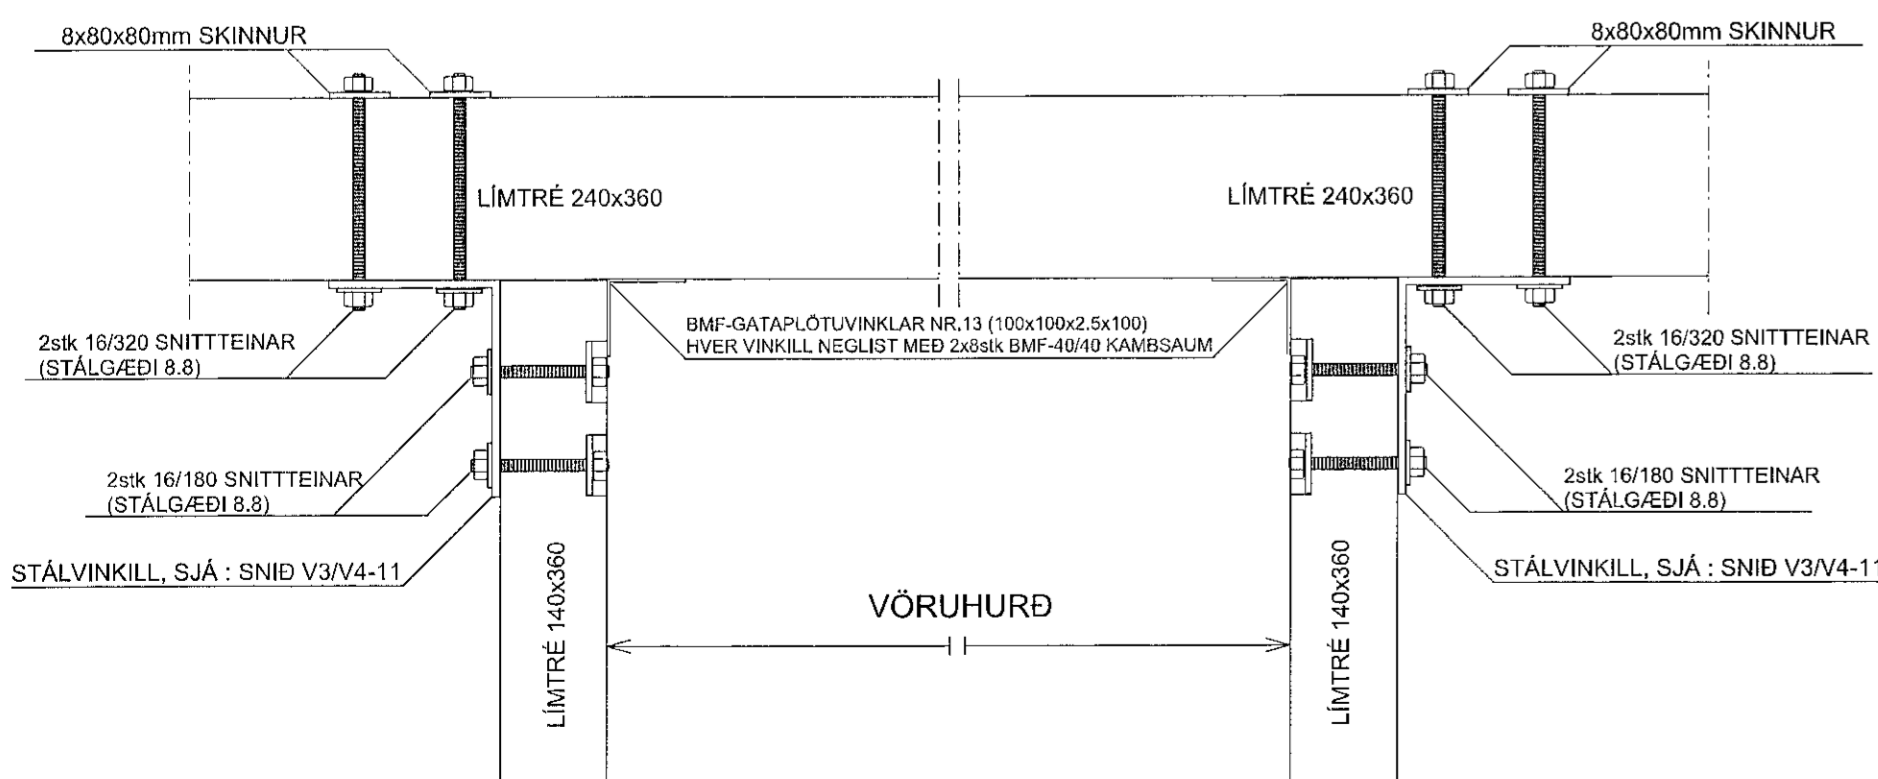 8x80x80mm SKINNUR
8x80x80mm SKINNUR
LÍMTRÉ 240x360
LÍMTRÉ 240x360
BMF-GATAPLÖTUVINKLAR NR.13 (100x100x2.5x100)
HVER VINKILL NEGLIST MEÐ 2x8stk BMF-40/40 KAMBSAUM
2stk 16/320 SNITTTEINAR
(STÁLGÆÐI 8.8)
2stk 16/320 SNITTTEINAR
(STÁLGÆÐI 8.8)
2stk 16/180 SNITTTEINAR
(STÁLGÆÐI 8.8)
2stk 16/180 SNITTTEINAR
(STÁLGÆÐI 8.8)
STÁLVINKILL, SJÁ : SNIÐ V3/V4-11
STÁLVINKILL, SJÁ : SNIÐ V3/V4-11
LÍMTRÉ 140x360
VÖRUHURÐ
LÍMTRÉ 140x360